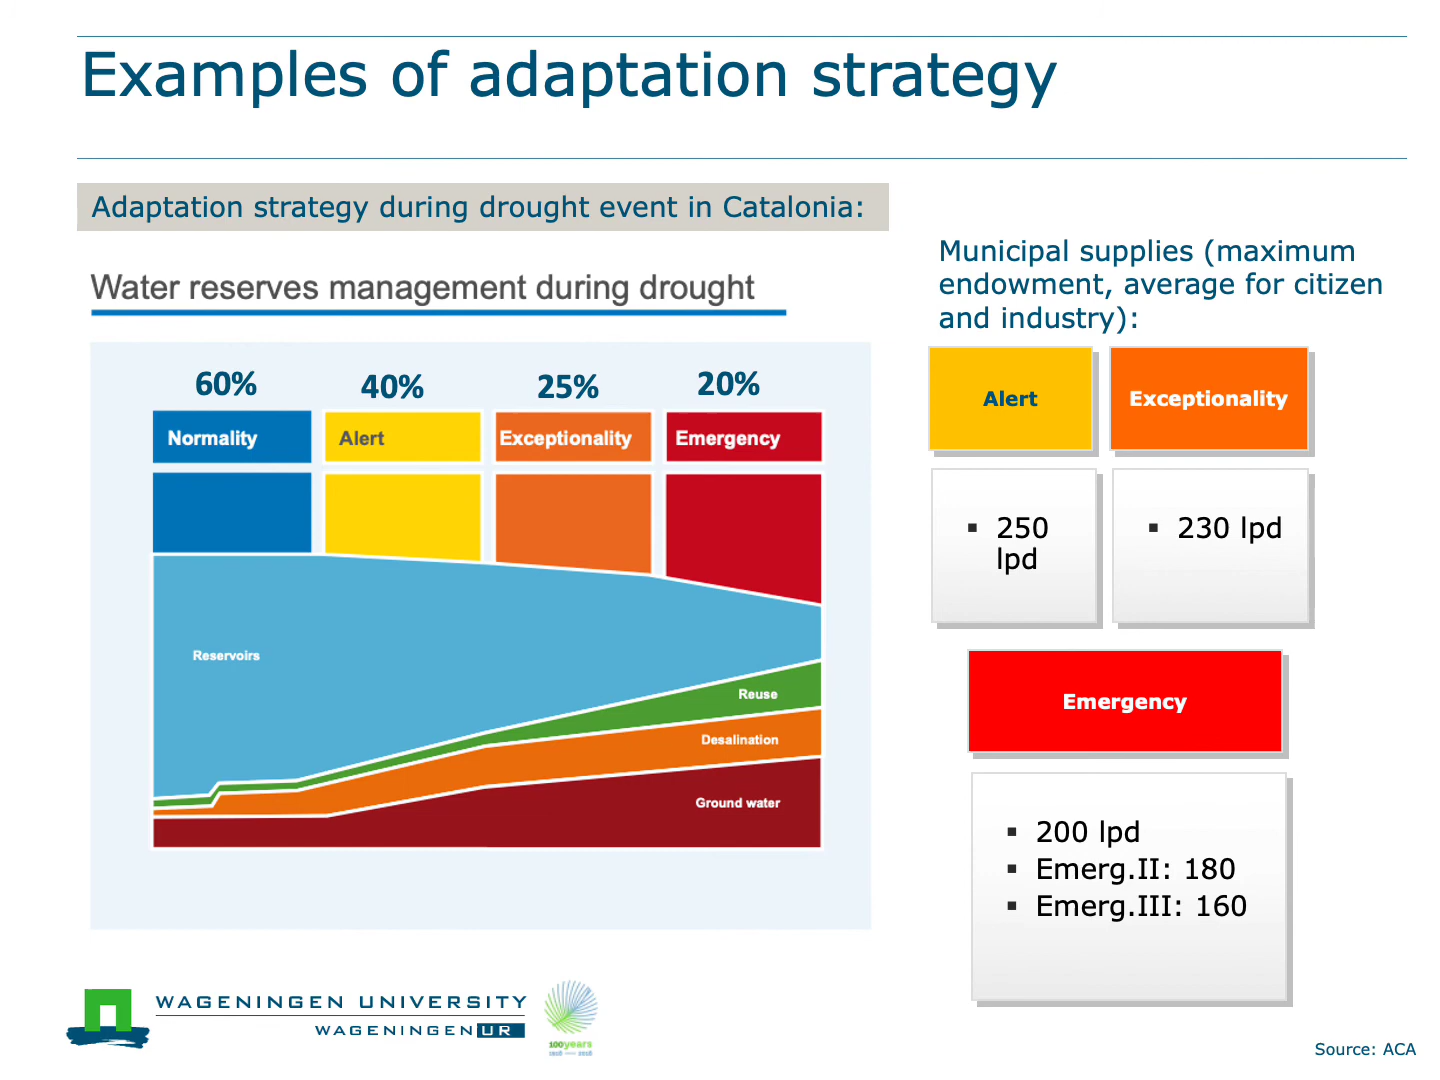 Examples of adaptation strategy
Adaptation strategy during drought event in Catalonia:
Water reserves management during drought
60%
40%
25%
20%
Normality
Alert
Exceptionality
Emergency
Reservoirs
Reuse
Desalination
Ground water
Municipal supplies (maximum
endowment, average for citizen
and industry):
Alert
Exceptionality
▪ 250
lpd
▪ 230 lpd
Emergency
▪ 200 lpd
▪ Emerg.II: 180
▪ Emerg.III: 160
WAGENINGEN UNIVERSITY
WAGENINGEN UR
100years
Source: ACA